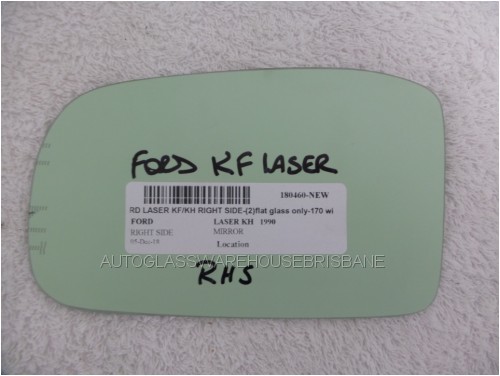 FORD KF LASER
180460-NEW
RD LASER KF/KH RIGHT SIDE-(2)flat glass only-170 wi
FORD LASER KH 1990
RIGHT SIDE MIRROR
05-Dec-18
Location
AUTOGLASSWAREHOUSEBRISBANE
RHS